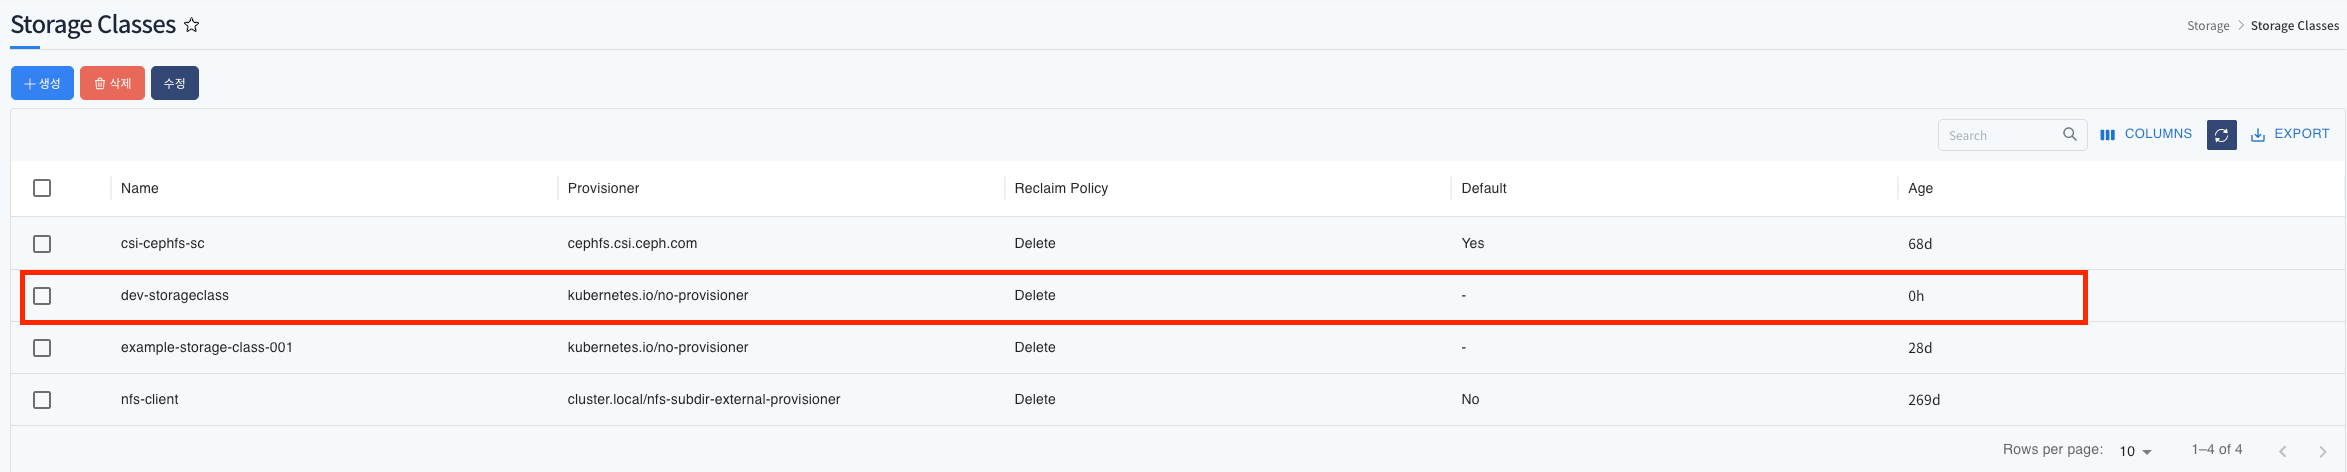 Storage Classes
Storage > Storage Classes
생성 삭제 수정
Search COLUMNS EXPORT
Name Provisioner Reclaim Policy Default Age
csi-cephfs-sc cephfs.csi.ceph.com Delete Yes 68d
dev-storageclass kubernetes.io/no-provisioner Delete - 0h
example-storage-class-001 kubernetes.io/no-provisioner Delete - 28d
nfs-client cluster.local/nfs-subdir-external-provisioner Delete No 269d
Rows per page: 10 1–4 of 4